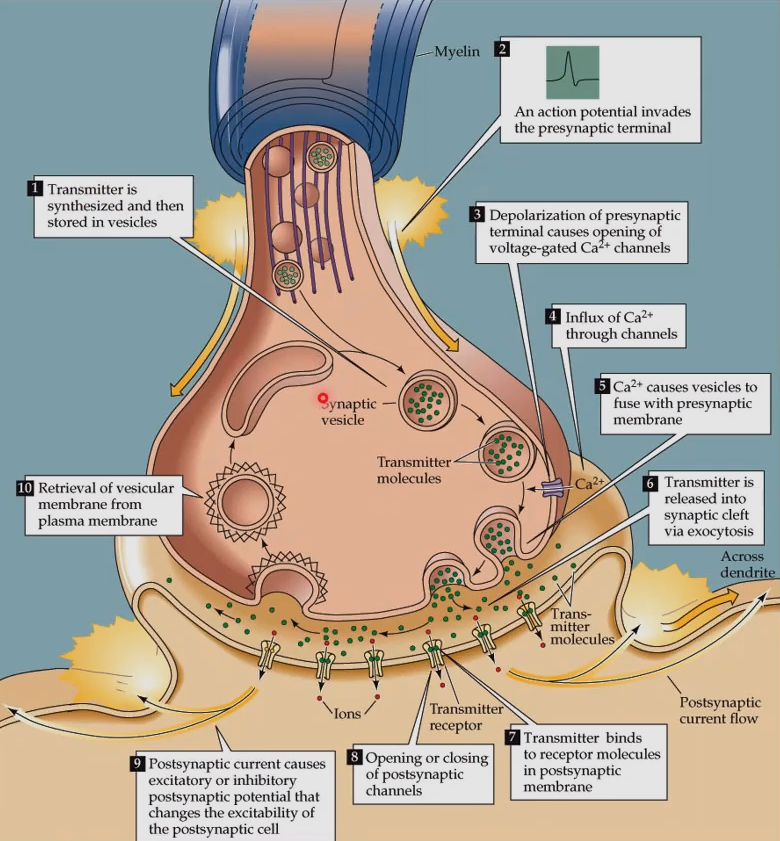 Myelin
2
An action potential invades
the presynaptic terminal
1 Transmitter is
synthesized and then
stored in vesicles
3 Depolarization of presynaptic
terminal causes opening of
voltage-gated Ca2+ channels
4 Influx of Ca2+
through channels
5 Ca2+ causes vesicles to
fuse with presynaptic
membrane
Synaptic
vesicle
Transmitter
molecules
Ca2+
6 Transmitter is
released into
synaptic cleft
via exocytosis
10 Retrieval of vesicular
membrane from
plasma membrane
Across
dendrite
Trans-
mitter
molecules
Ions
Transmitter
receptor
Postsynaptic
current flow
7 Transmitter binds
to receptor molecules
in postsynaptic
membrane
8 Opening or closing
of postsynaptic
channels
9 Postsynaptic current causes
excitatory or inhibitory
postsynaptic potential that
changes the excitability of
the postsynaptic cell